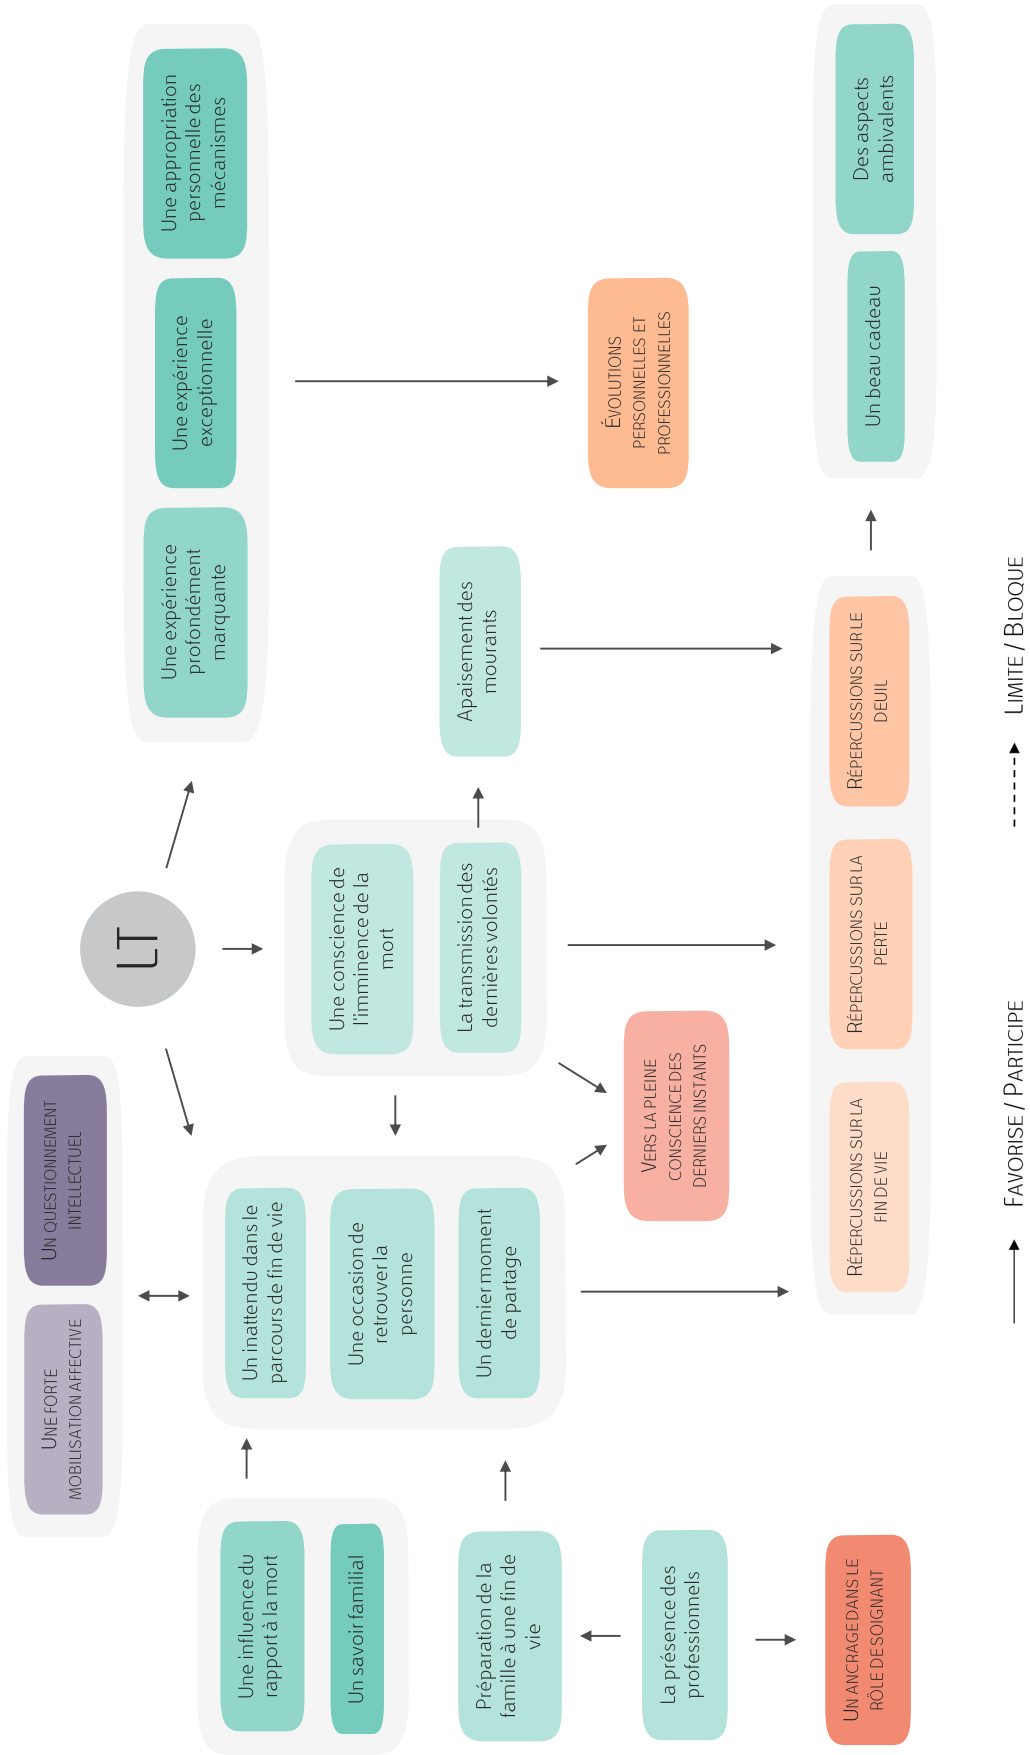 UNE FORTE
MOBILISATION AFFECTIVE
UN QUESTIONNEMENT
INTELLECTUEL
LT
Une expérience
profondément
marquante
Une expérience
exceptionnelle
Une appropriation
personnelle des
mécanismes
Une influence du
rapport à la mort
Un savoir familial
Un inattendu dans le
parcours de fin de vie
Une occasion de
retrouver la
personne
Un dernier moment
de partage
Une conscience de
l'imminence de la
mort
La transmission des
dernières volontés
Apaisement des
mourants
Préparation de la
famille à une fin de
vie
La présence des
professionnels
VERS LA PLEINE
CONSCIENCE DES
DERNIERS INSTANTS
ÉVOLUTIONS
PERSONNELLES ET
PROFESSIONNELLES
UN ANCRAGE DANS LE
RÔLE DE SOIGNANT
RÉPERCUSSIONS SUR LA
FIN DE VIE
RÉPERCUSSIONS SUR LA
PERTE
RÉPERCUSSIONS SUR LE
DEUIL
Un beau cadeau
Des aspects
ambivalents
FAVORISE / PARTICIPE
LIMITE / BLOQUE